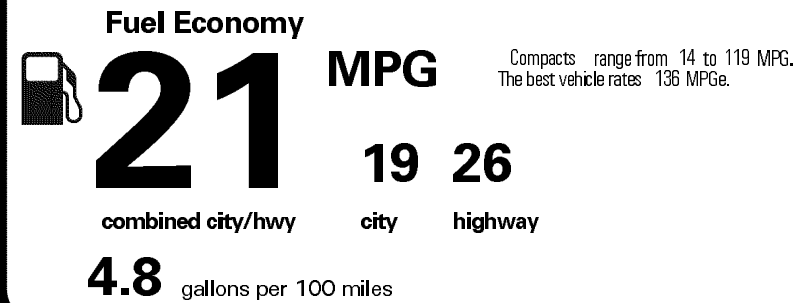 Fuel Economy
21 MPG
Compacts range from 14 to 119 MPG.
The best vehicle rates 136 MPGe.
19 26
combined city/hwy city highway
4.8 gallons per 100 miles